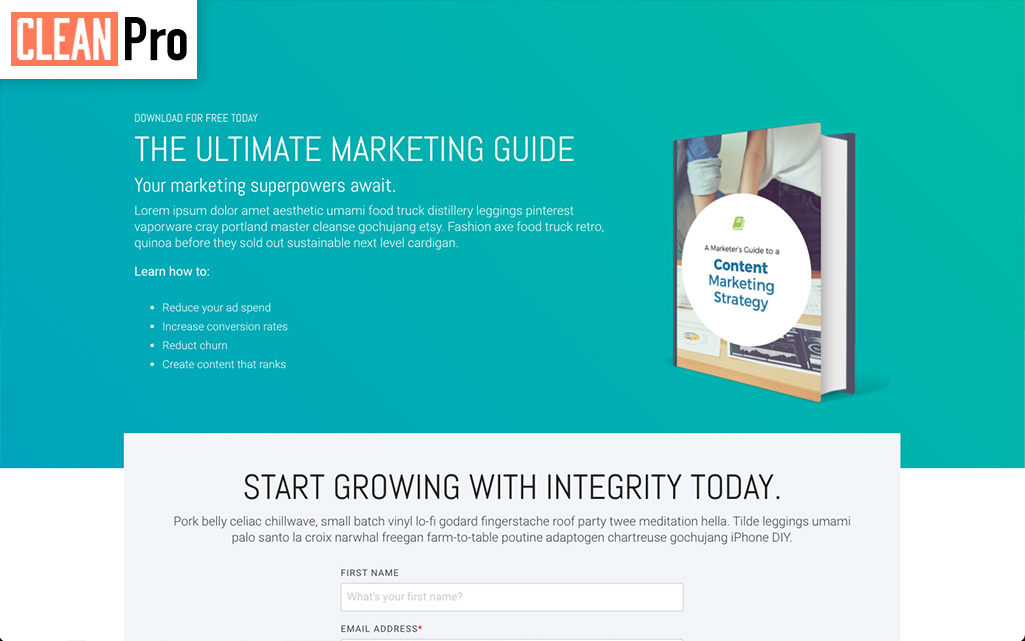 CLEAN Pro
DOWNLOAD FOR FREE TODAY
THE ULTIMATE MARKETING GUIDE
Your marketing superpowers await.
Lorem ipsum dolor amet aesthetic umami food truck distillery leggings pinterest
vaporware cray portland master cleanse gochujang etsy. Fashion axe food truck retro,
quinoa before they sold out sustainable next level cardigan.
Learn how to:
• Reduce your ad spend
• Increase conversion rates
• Reduct churn
• Create content that ranks
A Marketer's Guide to a
Content
Marketing
Strategy
START GROWING WITH INTEGRITY TODAY.
Pork belly celiac chillwave, small batch vinyl lo-fi godard fingerstache roof party twee meditation hella. Tilde leggings umami
palo santo la croix narwhal freegan farm-to-table poutine adaptogen chartreuse gochujang iPhone DIY.
FIRST NAME
What's your first name?
EMAIL ADDRESS*